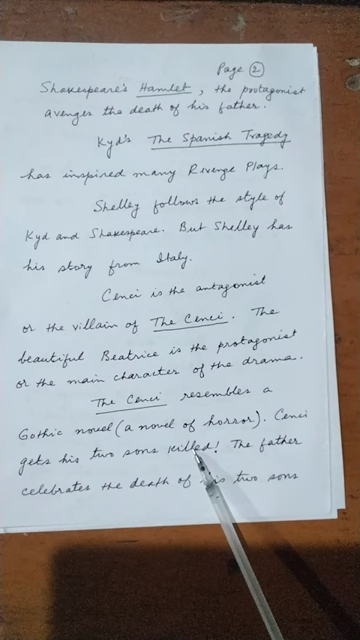 Page 2
Shakespeare's Hamlet, the protagonist
avenges the death of his father.
Kyd's The Spanish Tragedy
has inspired many Revenge Plays.
Shelley follows the style of
Kyd and Shakespeare. But Shelley has
his story from Italy.
Cenci is the antagonist
or the villain of The Cenci. The
beautiful Beatrice is the protagonist
or the main character of the drama.
The Cenci resembles a
Gothic novel (a novel of horror). Cenci
gets his two sons killed! The father
celebrates the death of his two sons